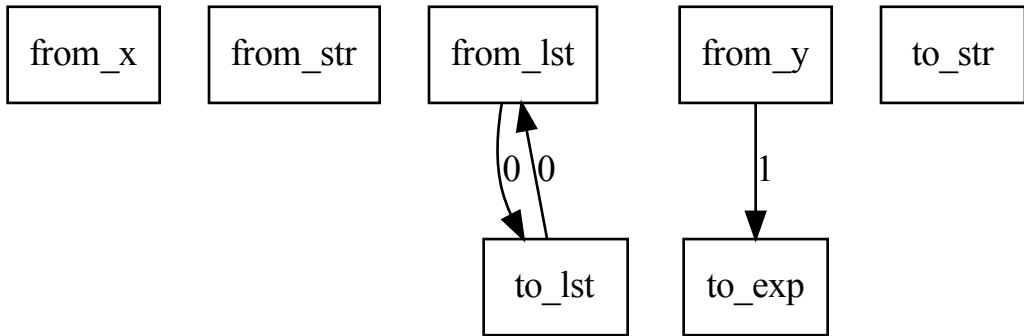 from_x
from_str
from_lst
from_y
to_str
0
0
1
to_lst
to_exp